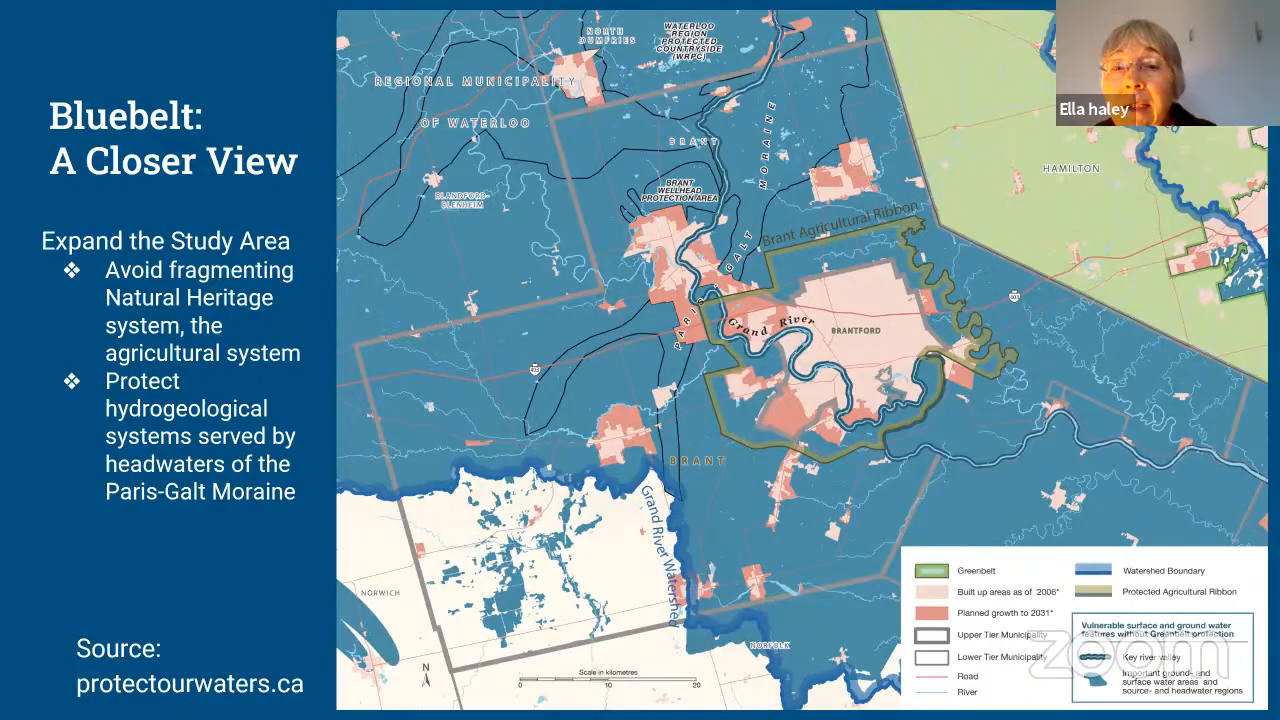 Bluebelt:
A Closer View
Expand the Study Area
❖ Avoid fragmenting
Natural Heritage
system, the
agricultural system
❖ Protect
hydrogeological
systems served by
headwaters of the
Paris-Galt Moraine
Source:
protectourwaters.ca
NORTH
DUMFRIES
WATERLOO
REGION
PROTECTED
COUNTRYSIDE
(WRPC)
REGIONAL MUNICIPALITY
OF WATERLOO
BRANT
BLANDFORD-
BLENHEIM
BRANT
WELLHEAD
PROTECTION AREA
PARIS - GALT MORAINE
Brant Agricultural Ribbon
HAMILTON
Ella haley
403
403
Grand River
BRANTFORD
BRANT
Grand River Watershed
NORWICH
NORFOLK
N
Scale in kilometres
0 10 20
Greenbelt
Built up areas as of 2006*
Planned growth to 2031*
Upper Tier Municipality
Lower Tier Municipality
Road
River
Watershed Boundary
Protected Agricultural Ribbon
Vulnerable surface and ground water
features without Greenbelt protection
Key river valley
Important ground- and
surface water areas and
source- and headwater regions
zoom